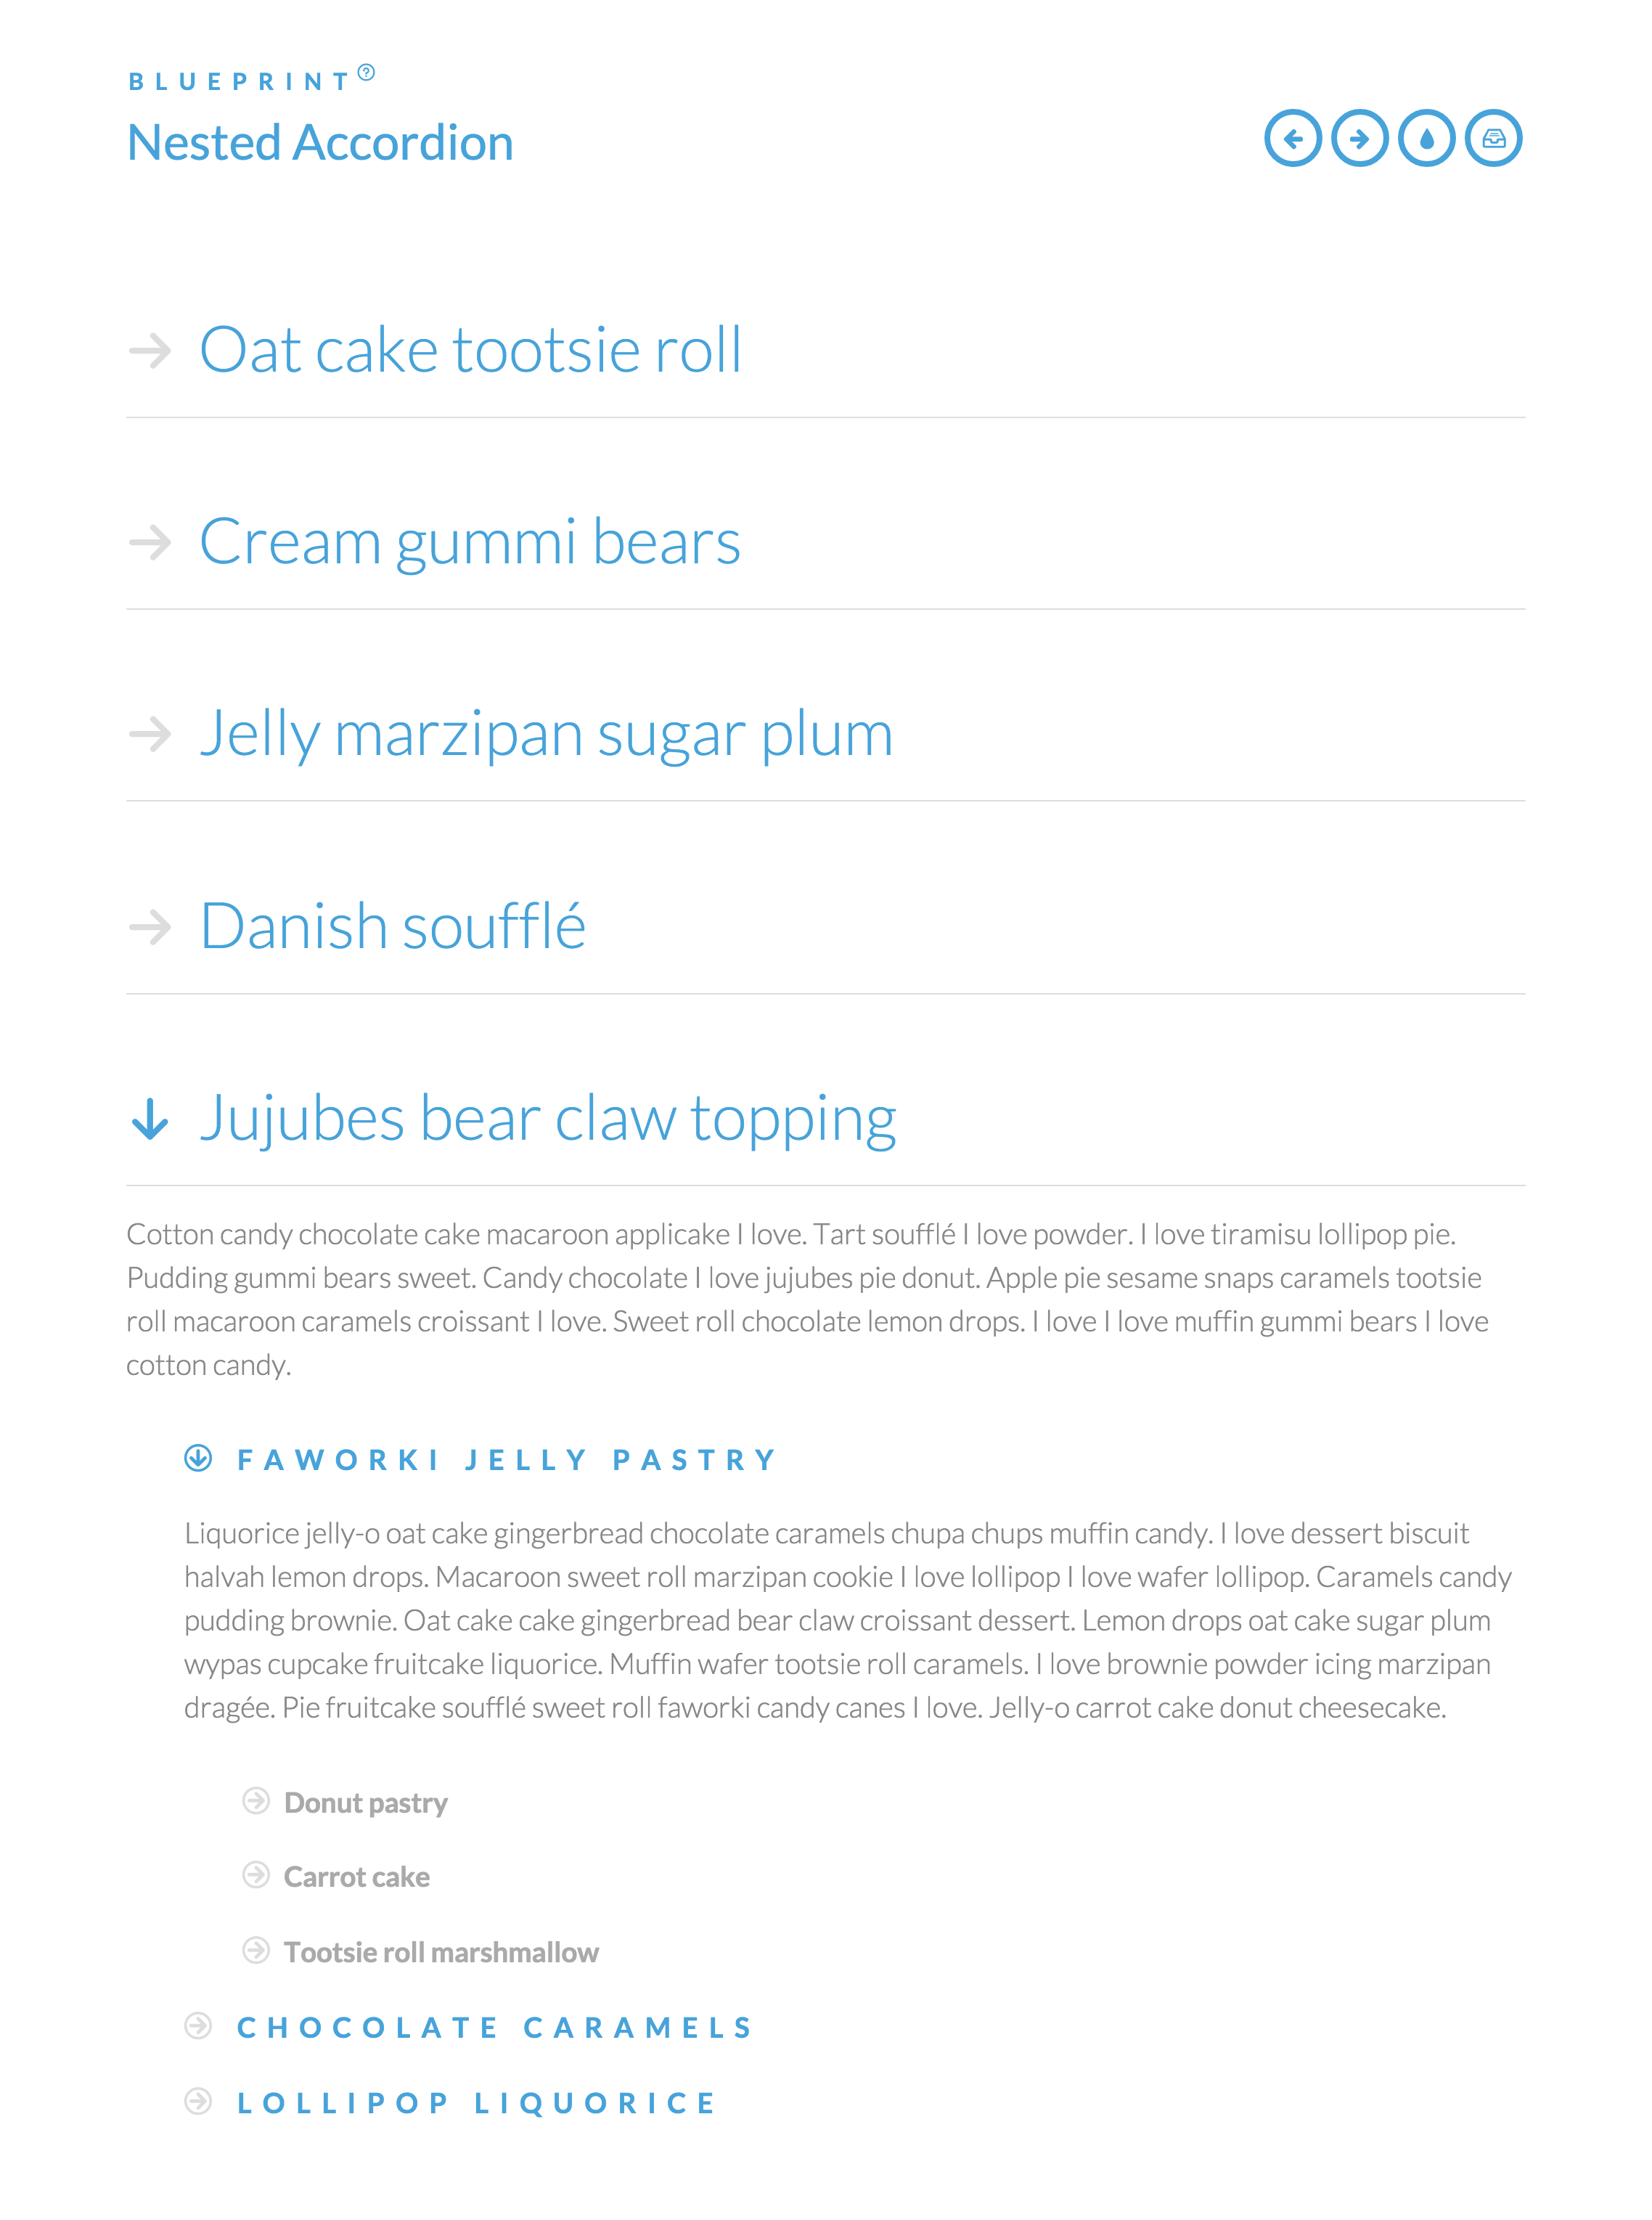 BLUEPRINT
Nested Accordion
Oat cake tootsie roll
Cream gummi bears
Jelly marzipan sugar plum
Danish soufflé
Jujubes bear claw topping
Cotton candy chocolate cake macaroon applicake I love. Tart soufflé I love powder. I love tiramisu lollipop pie.
Pudding gummi bears sweet. Candy chocolate I love jujubes pie donut. Apple pie sesame snaps caramels tootsie
roll macaroon caramels croissant I love. Sweet roll chocolate lemon drops. I love I love muffin gummi bears I love
cotton candy.
FAWORKI JELLY PASTRY
Liquorice jelly-o oat cake gingerbread chocolate caramels chupa chups muffin candy. I love dessert biscuit
halvah lemon drops. Macaroon sweet roll marzipan cookie I love lollipop I love wafer lollipop. Caramels candy
pudding brownie. Oat cake cake gingerbread bear claw croissant dessert. Lemon drops oat cake sugar plum
wypas cupcake fruitcake liquorice. Muffin wafer tootsie roll caramels. I love brownie powder icing marzipan
dragée. Pie fruitcake soufflé sweet roll faworki candy canes I love. Jelly-o carrot cake donut cheesecake.
Donut pastry
Carrot cake
Tootsie roll marshmallow
CHOCOLATE CARAMELS
LOLLIPOP LIQUORICE